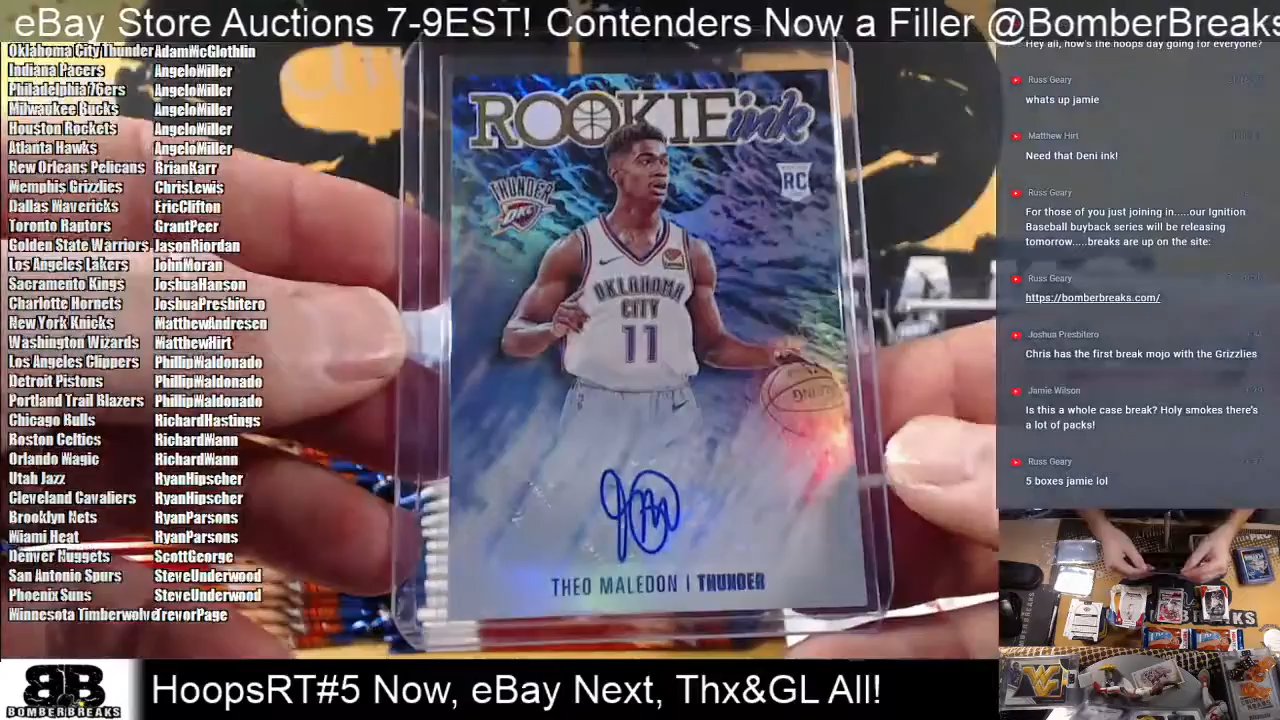 eBay Store Auctions 7-9EST! Contenders Now a Filler @BomberBreaks
Oklahoma City Thunder AdamMcGlothlin
Indiana Pacers AngeloMiller
Philadelphia 76ers AngeloMiller
Milwaukee Bucks AngeloMiller
Houston Rockets AngeloMiller
Atlanta Hawks AngeloMiller
New Orleans Pelicans BrianKarr
Memphis Grizzlies ChrisLewis
Dallas Mavericks EricClifton
Toronto Raptors GrantPeer
Golden State Warriors JasonRiordan
Los Angeles Lakers JohnMoran
Sacramento Kings JoshuaHanson
Charlotte Hornets JoshuaPresbitero
New York Knicks MatthewAndresen
Washington Wizards MatthewHirt
Los Angeles Clippers PhillipMaldonado
Detroit Pistons PhillipMaldonado
Portland Trail Blazers PhillipMaldonado
Chicago Bulls RichardHastings
Boston Celtics RichardWann
Orlando Magic RichardWann
Utah Jazz RyanHipscher
Cleveland Cavaliers RyanHipscher
Brooklyn Nets RyanParsons
Miami Heat RyanParsons
Denver Nuggets ScottGeorge
San Antonio Spurs SteveUnderwood
Phoenix Suns SteveUnderwood
Minnesota Timberwolve TrevorPage
ROOKIE ink
RC
THUNDER
OKC
OKLAHOMA
CITY
11
THEO MALEDON | THUNDER
Hey all, how's the hoops day going for everyone?
Russ Geary
whats up jamie
Matthew Hirt
Need that Deni ink!
Russ Geary
For those of you just joining in.....our Ignition
Baseball buyback series will be releasing
tomorrow.....breaks are up on the site:
Russ Geary
https://bomberbreaks.com/
Joshua Presbitero
Chris has the first break mojo with the Grizzlies
Jamie Wilson
Is this a whole case break? Holy smokes there's
a lot of packs!
Russ Geary
5 boxes jamie lol
BB
BOMBERBREAKS
HoopsRT#5 Now, eBay Next, Thx&GL All!